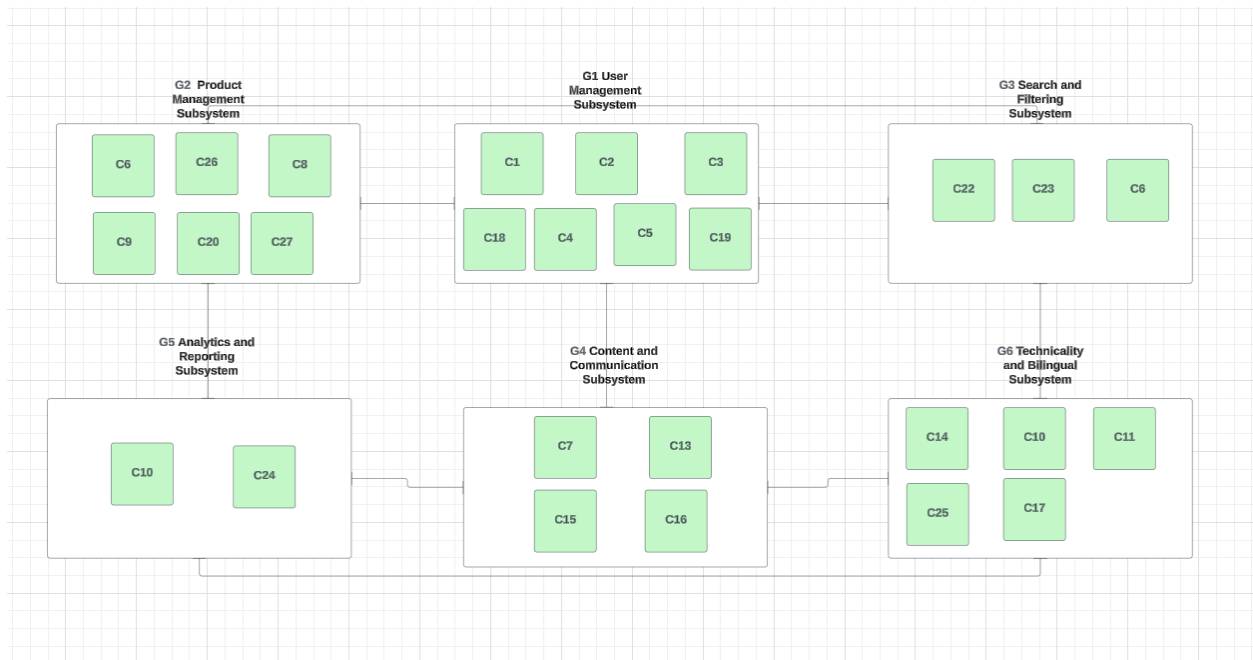 G2 Product
Management
Subsystem
G1 User
Management
Subsystem
G3 Search and
Filtering
Subsystem
C6
C26
C8
C9
C20
C27
C1
C2
C3
C18
C4
C5
C19
C22
C23
C6
G5 Analytics and
Reporting
Subsystem
G4 Content and
Communication
Subsystem
G6 Technicality
and Bilingual
Subsystem
C10
C24
C7
C13
C15
C16
C14
C10
C11
C25
C17